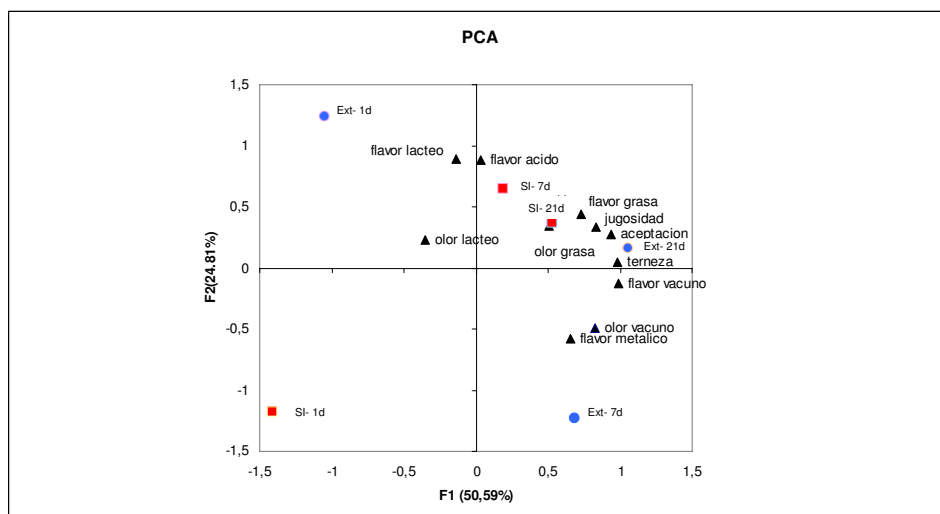 PCA
1,5
Ext- 1d
1
flavor lacteo
flavor acido
SI- 7d
0,5
flavor grasa
SI- 21d
jugosidad
olor lacteo
aceptacion
olor grasa
Ext- 21d
0
terneza
flavor vacuno
-0,5
olor vacuno
flavor metalico
-1
SI- 1d
Ext- 7d
-1,5
-1,5 -1 -0,5 0 0,5 1 1,5
F1 (50,59%)
F2(24.81%)